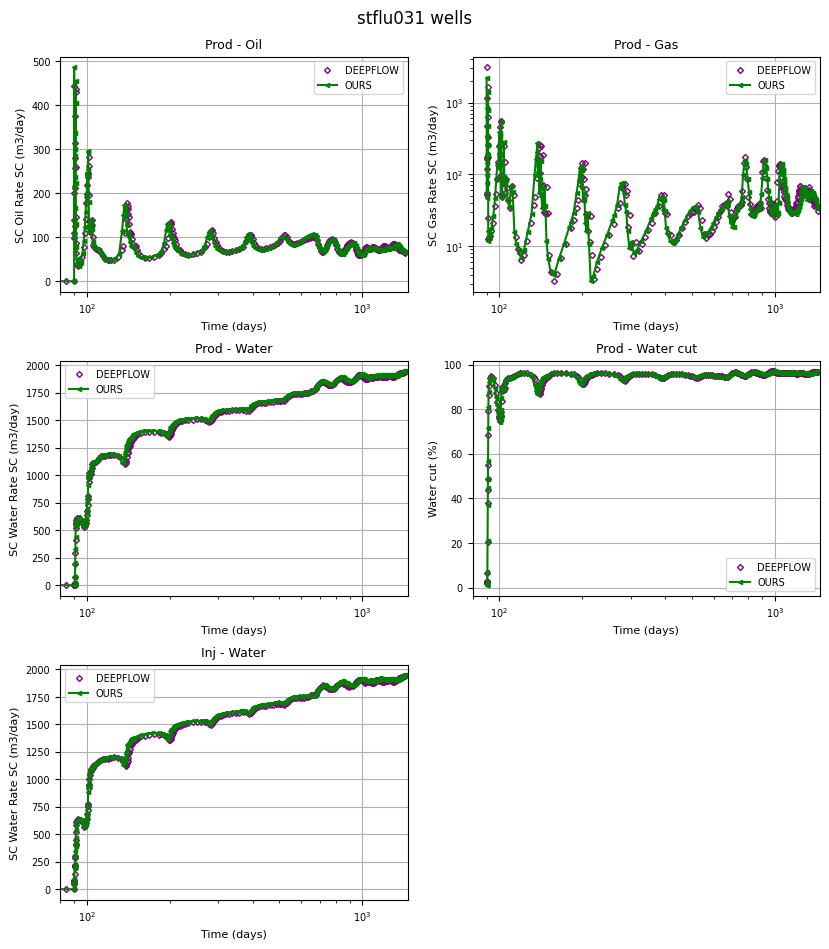 stflu031 wells
Prod - Oil
SC Oil Rate SC (m3/day)
500
400
300
200
100
0
DEEPFLOW
OURS
10²
10³
Time (days)
Prod - Gas
SC Gas Rate SC (m3/day)
10³
10²
10¹
DEEPFLOW
OURS
10²
10³
Time (days)
Prod - Water
SC Water Rate SC (m3/day)
2000
1750
1500
1250
1000
750
500
250
0
DEEPFLOW
OURS
10²
10³
Time (days)
Prod - Water cut
Water cut (%)
100
80
60
40
20
0
DEEPFLOW
OURS
10²
10³
Time (days)
Inj - Water
SC Water Rate SC (m3/day)
2000
1750
1500
1250
1000
750
500
250
0
DEEPFLOW
OURS
10²
10³
Time (days)